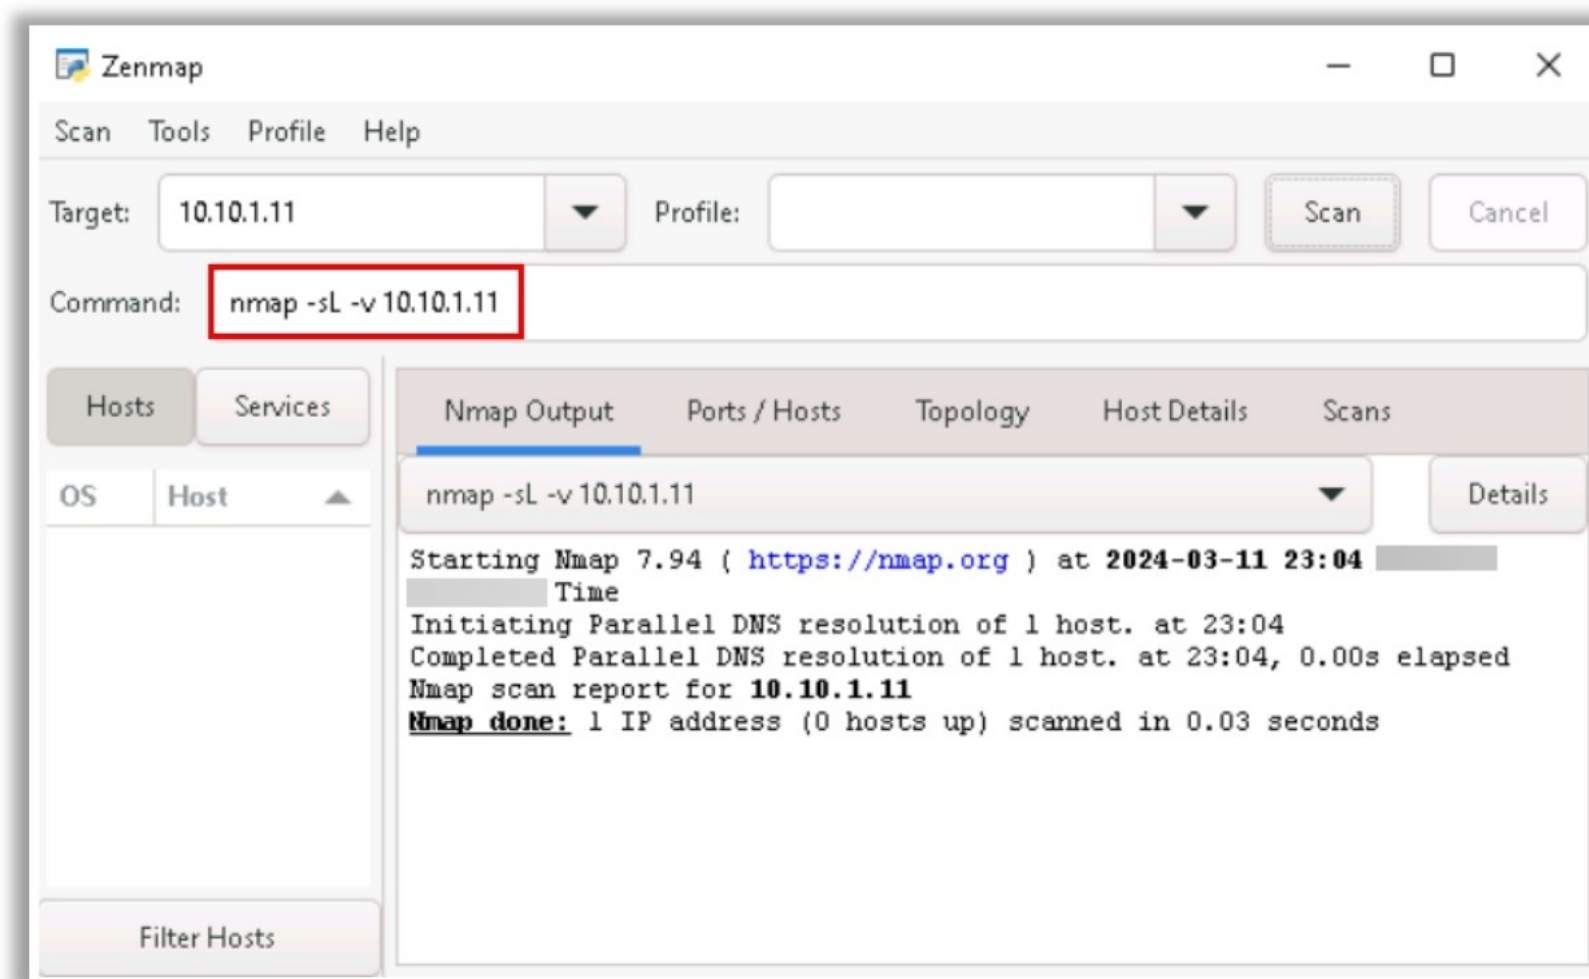 Zenmap
Scan Tools Profile Help
Target: 10.10.1.11 Profile: Scan Cancel
Command: nmap -sL -v 10.10.1.11
Hosts Services
Nmap Output Ports / Hosts Topology Host Details Scans
OS Host
nmap -sL -v 10.10.1.11 Details
Starting Nmap 7.94 ( https://nmap.org ) at 2024-03-11 23:04
Time
Initiating Parallel DNS resolution of 1 host. at 23:04
Completed Parallel DNS resolution of 1 host. at 23:04, 0.00s elapsed
Nmap scan report for 10.10.1.11
Nmap done: 1 IP address (0 hosts up) scanned in 0.03 seconds
Filter Hosts